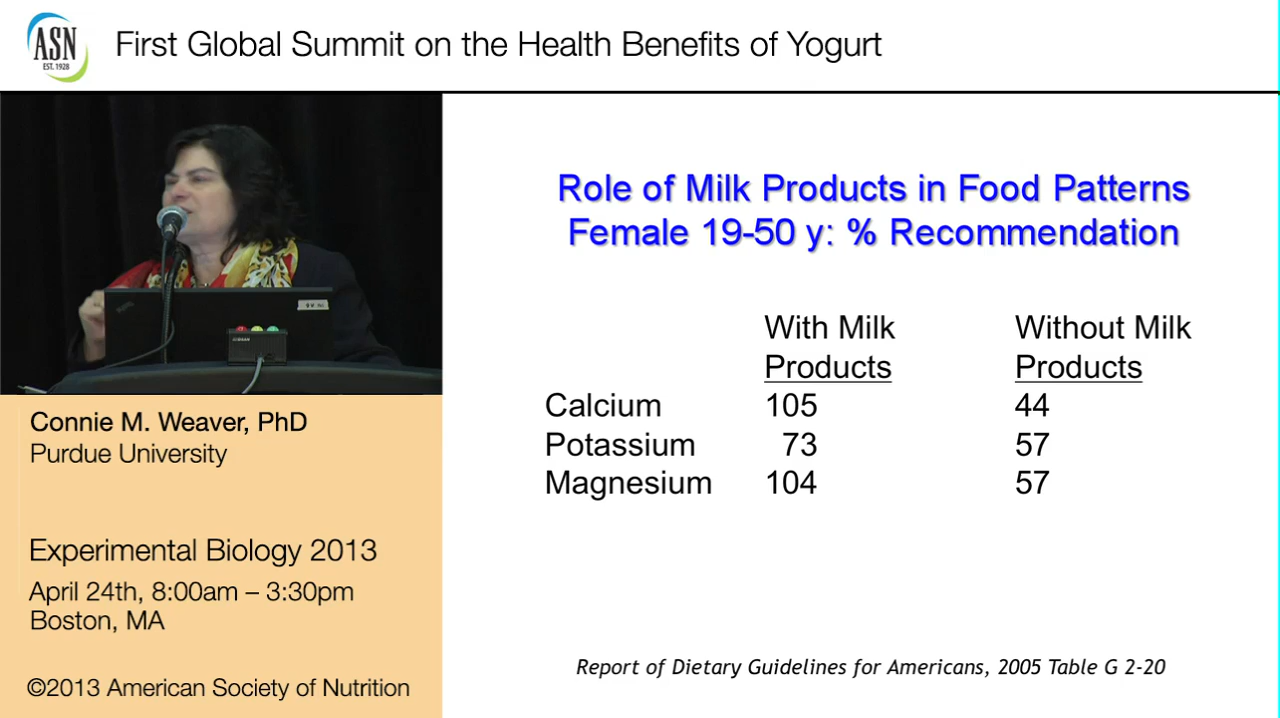 ASN
EST. 1928
First Global Summit on the Health Benefits of Yogurt
Role of Milk Products in Food Patterns
Female 19-50 y: % Recommendation
With Milk Products Without Milk Products
Calcium 105 44
Potassium 73 57
Magnesium 104 57
Report of Dietary Guidelines for Americans, 2005 Table G 2-20
Connie M. Weaver, PhD
Purdue University
Experimental Biology 2013
April 24th, 8:00am – 3:30pm
Boston, MA
©2013 American Society of Nutrition